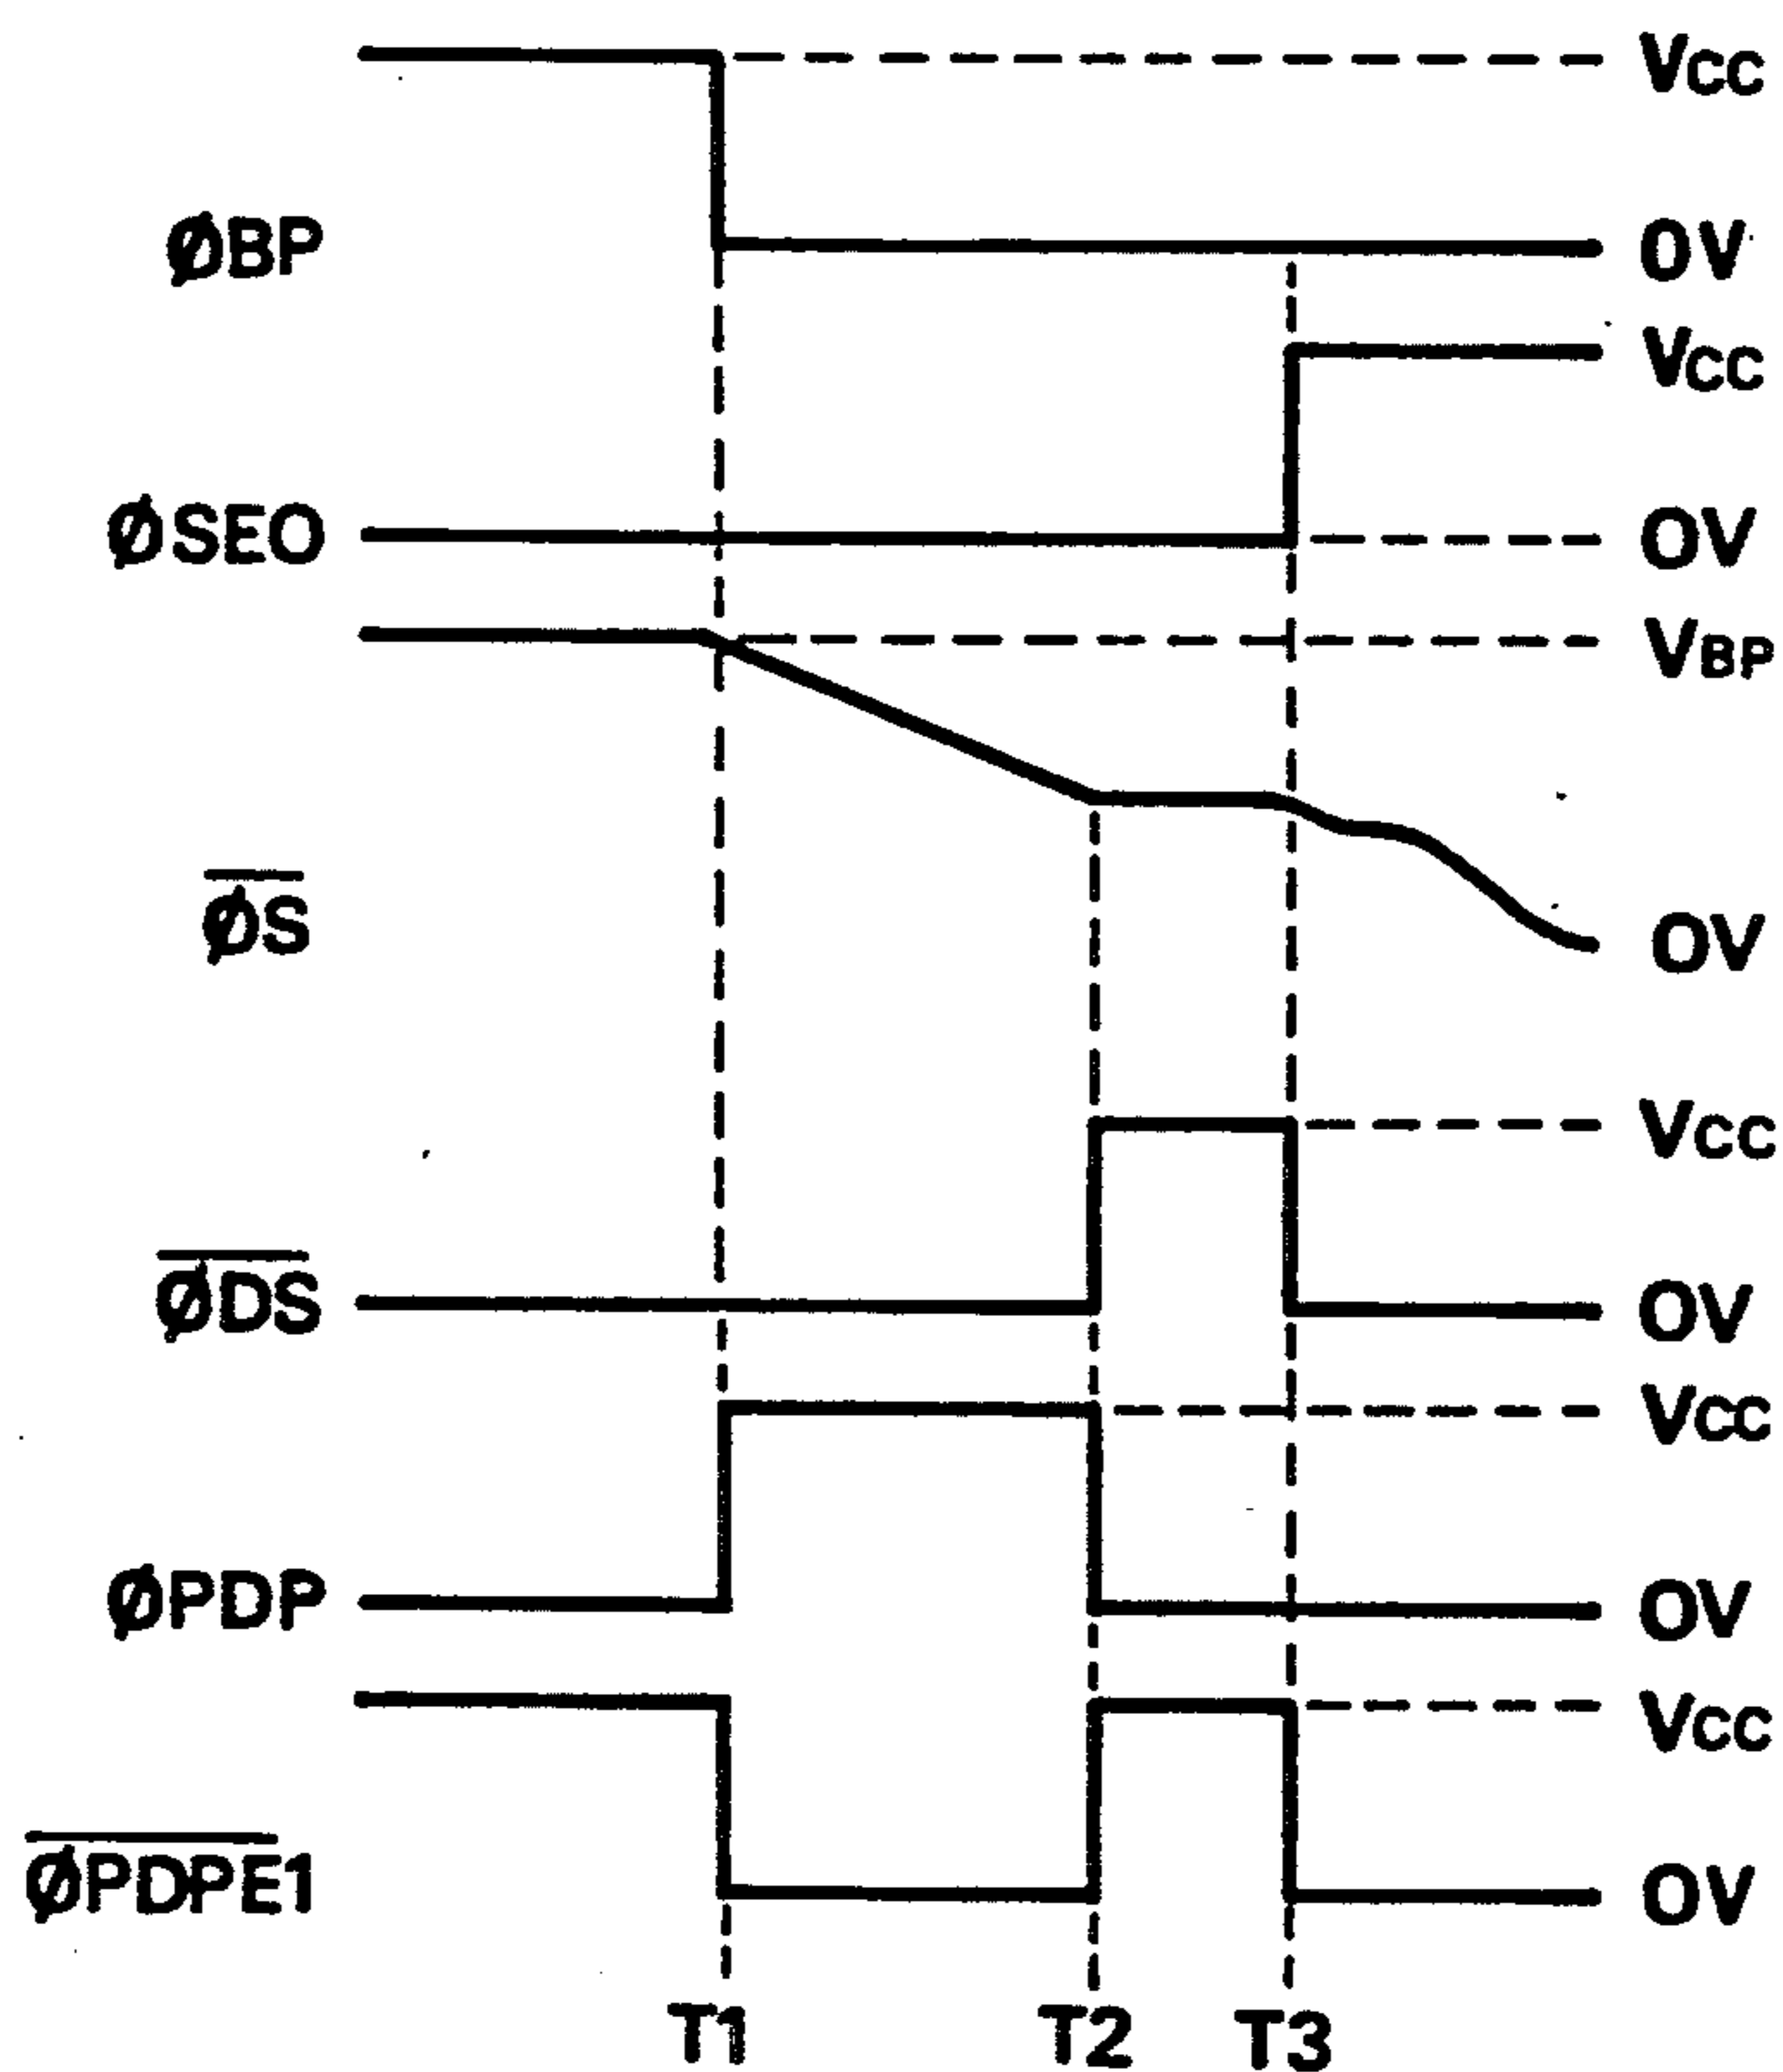 VCC
ØBP 0V
VCC
ØSEO 0V
VBP
ØS 0V
VCC
ØDS 0V
VCC
ØPDP 0V
VCC
ØPDPE1 0V
T1 T2 T3